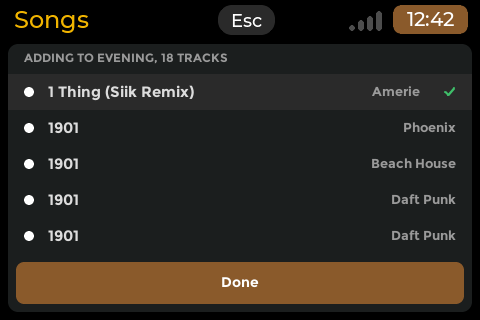 Songs
Esc
12:42
ADDING TO EVENING, 18 TRACKS
1 Thing (Siik Remix) Amerie
1901 Phoenix
1901 Beach House
1901 Daft Punk
1901 Daft Punk
Done